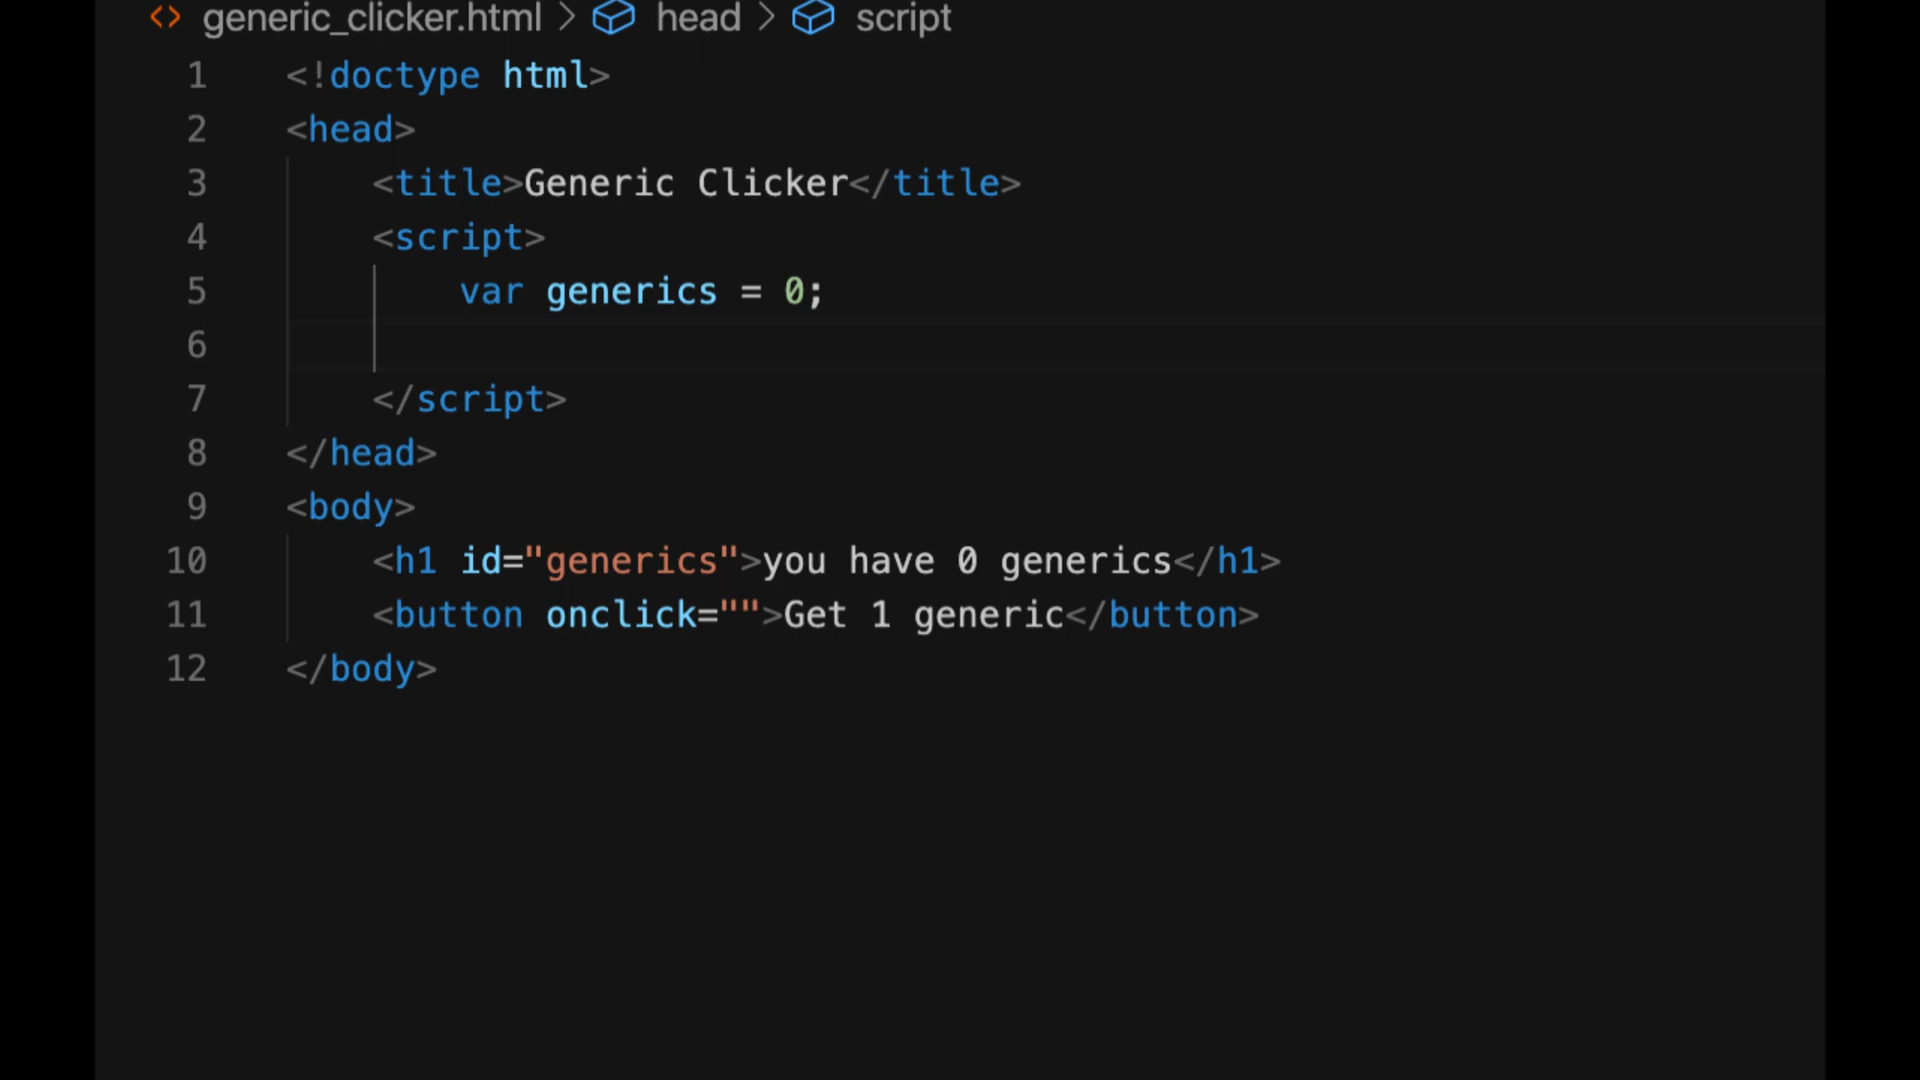 generic_clicker.html > head > script
1 <!doctype html>
2 <head>
3 <title>Generic Clicker</title>
4 <script>
5 var generics = 0;
6
7 </script>
8 </head>
9 <body>
10 <h1 id="generics">you have 0 generics</h1>
11 <button onclick="">Get 1 generic</button>
12 </body>